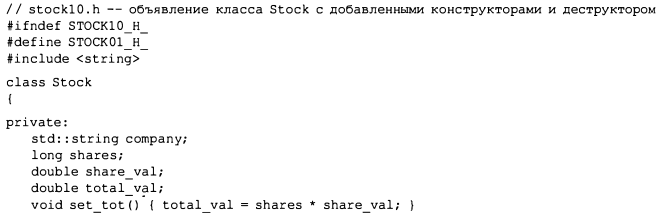 // stock10.h -- объявление класса Stock с добавленными конструкторами и деструктором
#ifndef STOCK10_H_
#define STOCK01_H_
#include <string>
class Stock
{
private:
std::string company;
long shares;
double share_val;
double total_val;
void set_tot() { total_val = shares * share_val; }